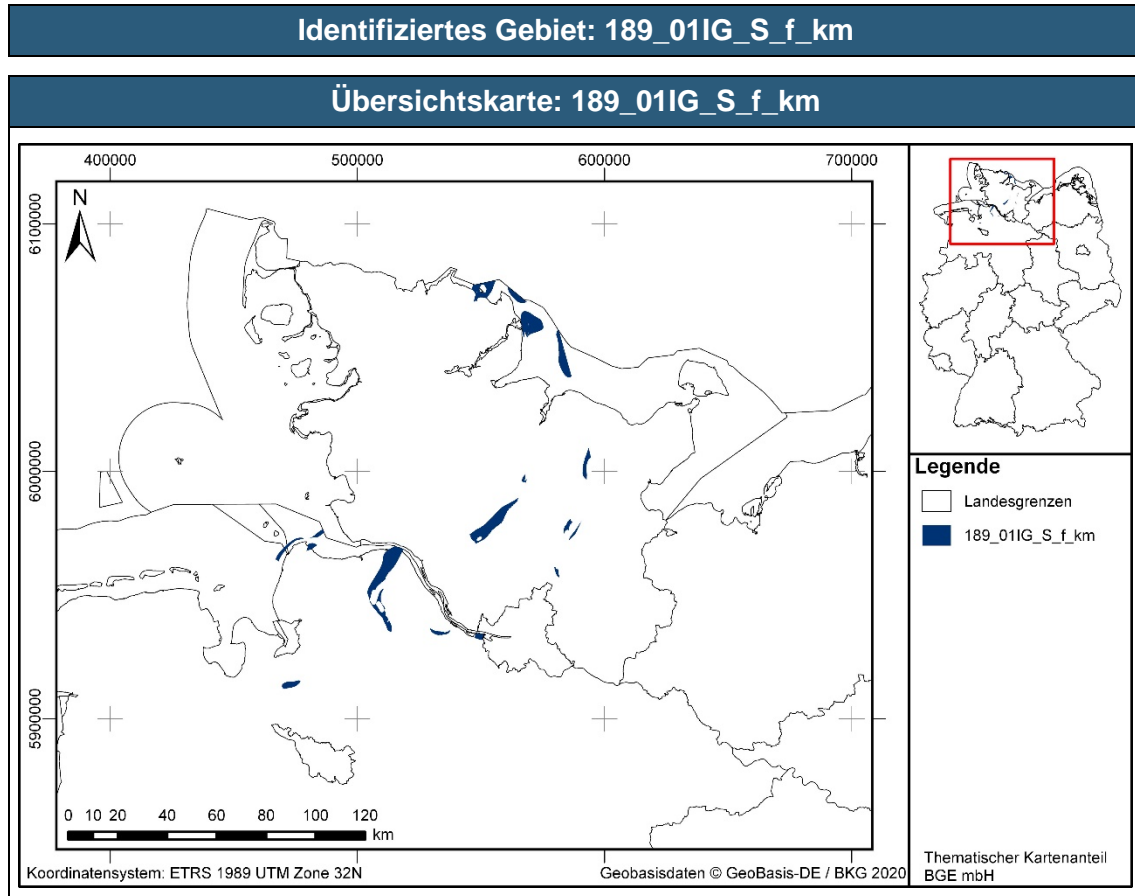 Identifiziertes Gebiet: 189_01IG_S_f_km
Übersichtskarte: 189_01IG_S_f_km
400000 500000 600000 700000
N
6100000
6000000
5900000
0 10 20 40 60 80 100 120
km
Koordinatensystem: ETRS 1989 UTM Zone 32N
Geobasisdaten © GeoBasis-DE / BKG 2020
Legende
Landesgrenzen
189_01IG_S_f_km
Thematischer Kartenanteil
BGE mbH